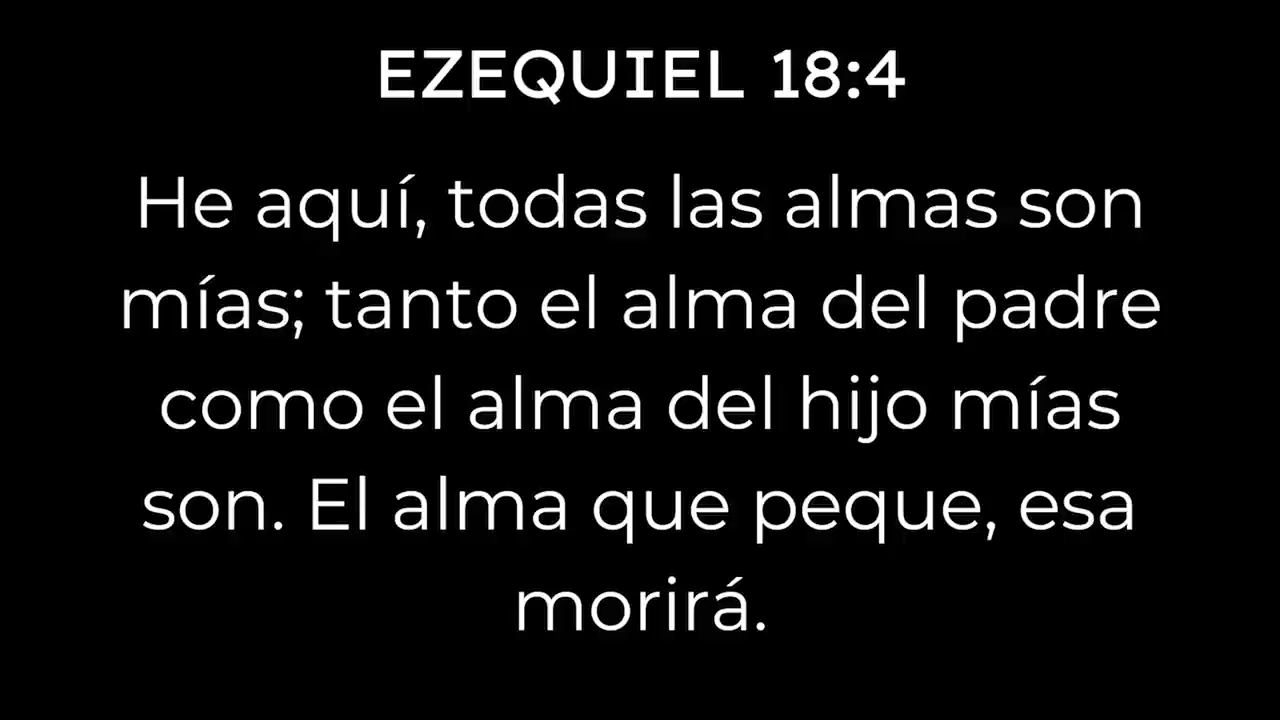 EZEQUIEL 18:4
He aquí, todas las almas son
mías; tanto el alma del padre
como el alma del hijo mías
son. El alma que peque, esa
morirá.